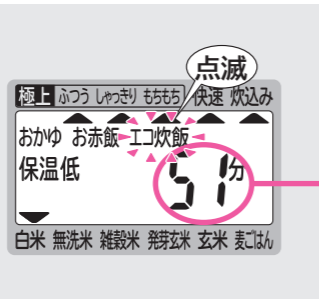 点滅
極上 ふつう しゃっきり もちもち 快速 炊込み
おかゆ お赤飯 エコ炊飯
保温低 51分
白米 無洗米 雑穀米 発芽玄米 玄米 麦ごはん